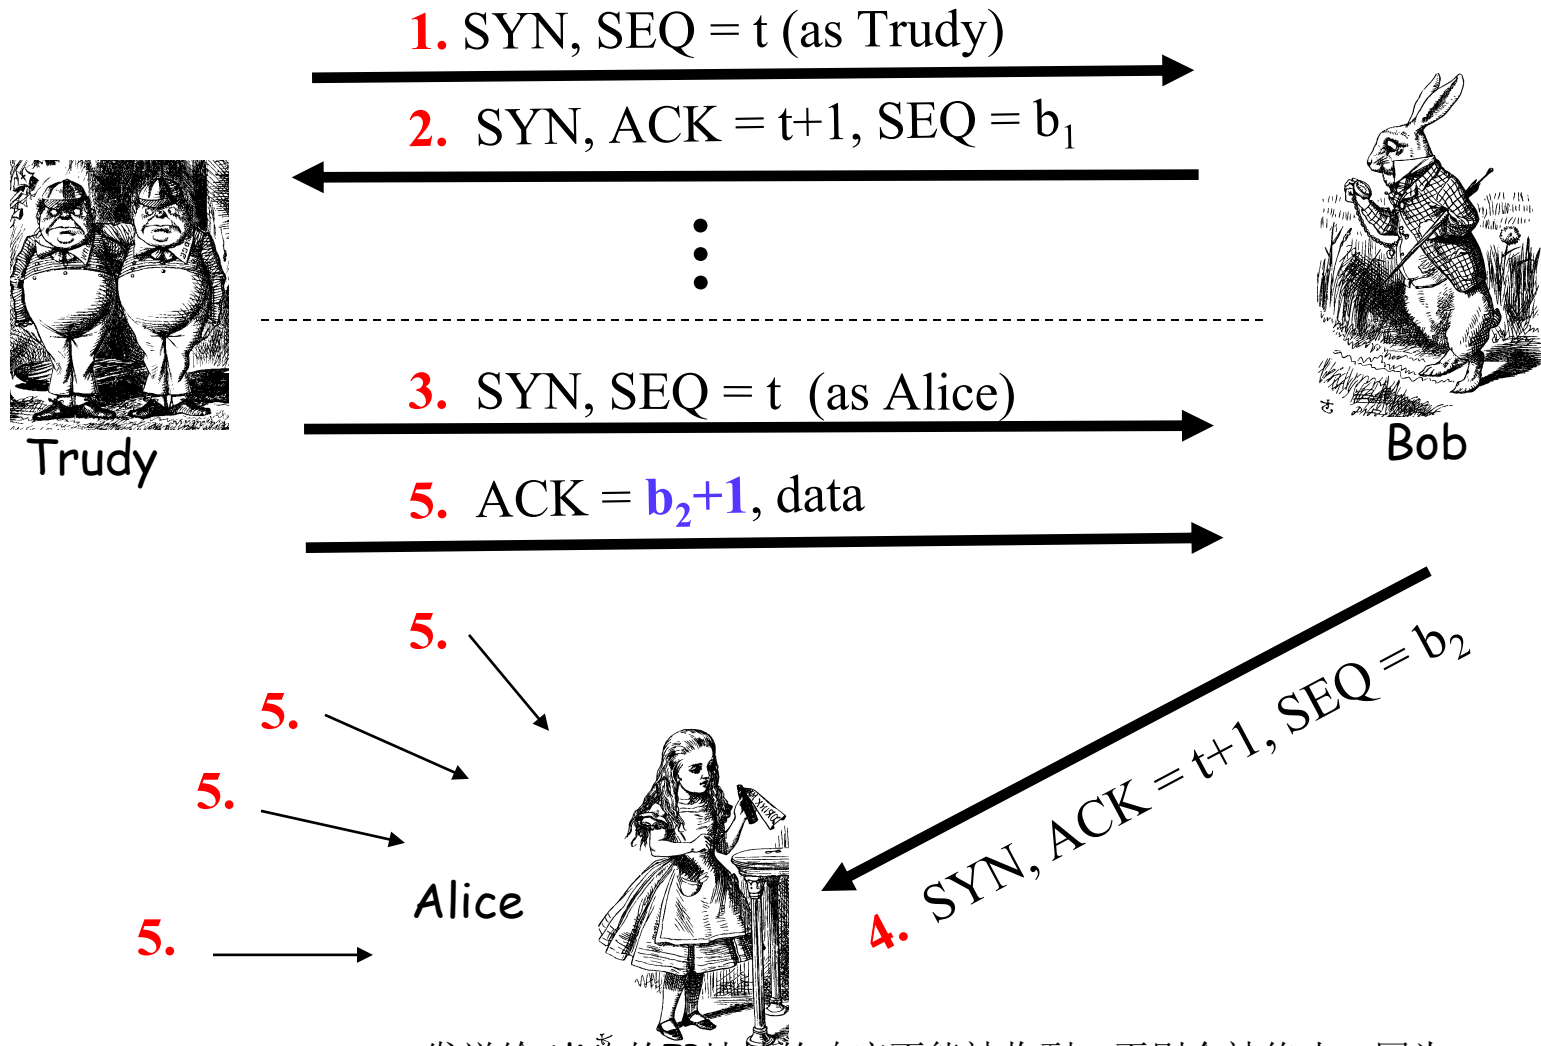 1. SYN, SEQ = t (as Trudy)
2. SYN, ACK = t+1, SEQ = b₁
Trudy
Bob
3. SYN, SEQ = t (as Alice)
5. ACK = b₂+1, data
5.
5.
5.
5.
Alice
4. SYN, ACK = t+1, SEQ = b₂